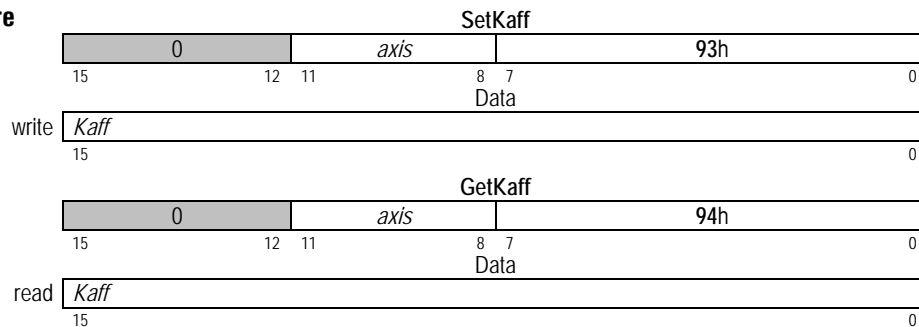 re
SetKaff
0 axis 93h
15 12 11 8 7 0
Data
write Kaff
15 0
GetKaff
0 axis 94h
15 12 11 8 7 0
Data
read Kaff
15 0